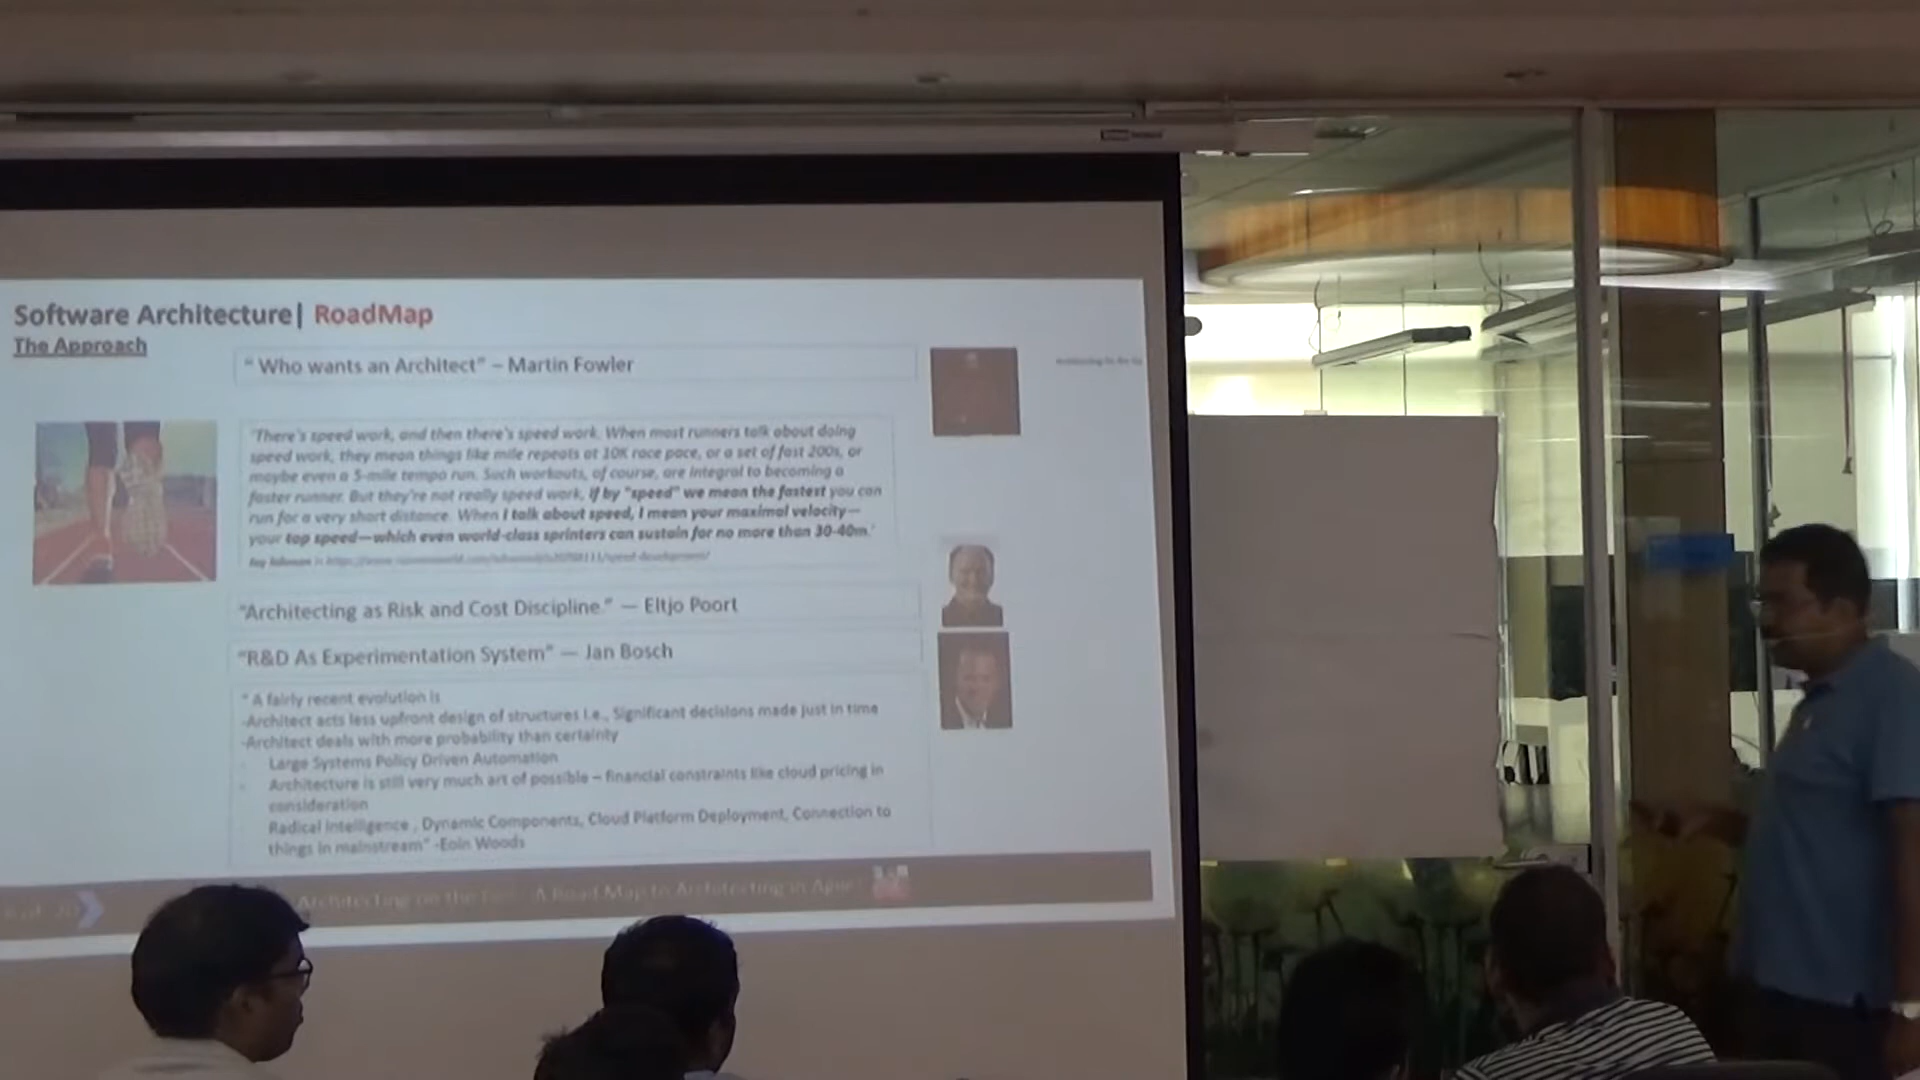 Software Architecture| RoadMap
The Approach
“ Who wants an Architect” – Martin Fowler
'There's speed work, and then there's speed work. When most runners talk about doing
speed work, they mean things like mile repeats at 10K race pace, or a set of fast 200s, or
maybe even a 5-mile tempo run. Such workouts, of course, are integral to becoming a
faster runner. But they're not really speed work, if by "speed" we mean the fastest you can
run for a very short distance. When I talk about speed, I mean your maximal velocity—
your top speed—which even world-class sprinters can sustain for no more than 30-40m.'
"Architecting as Risk and Cost Discipline." — Eltjo Poort
"R&D As Experimentation System" — Jan Bosch
" A fairly recent evolution is
-Architect acts less upfront design of structures i.e., Significant decisions made just in time
-Architect deals with more probability than certainty
Large Systems Policy Driven Automation
Architecture is still very much art of possible – financial constraints like cloud pricing in
consideration
Radical Intelligence , Dynamic Components, Cloud Platform Deployment, Connection to
things in mainstream" -Eoin Woods
Architecting on the A Road Map to Architecting in Agile